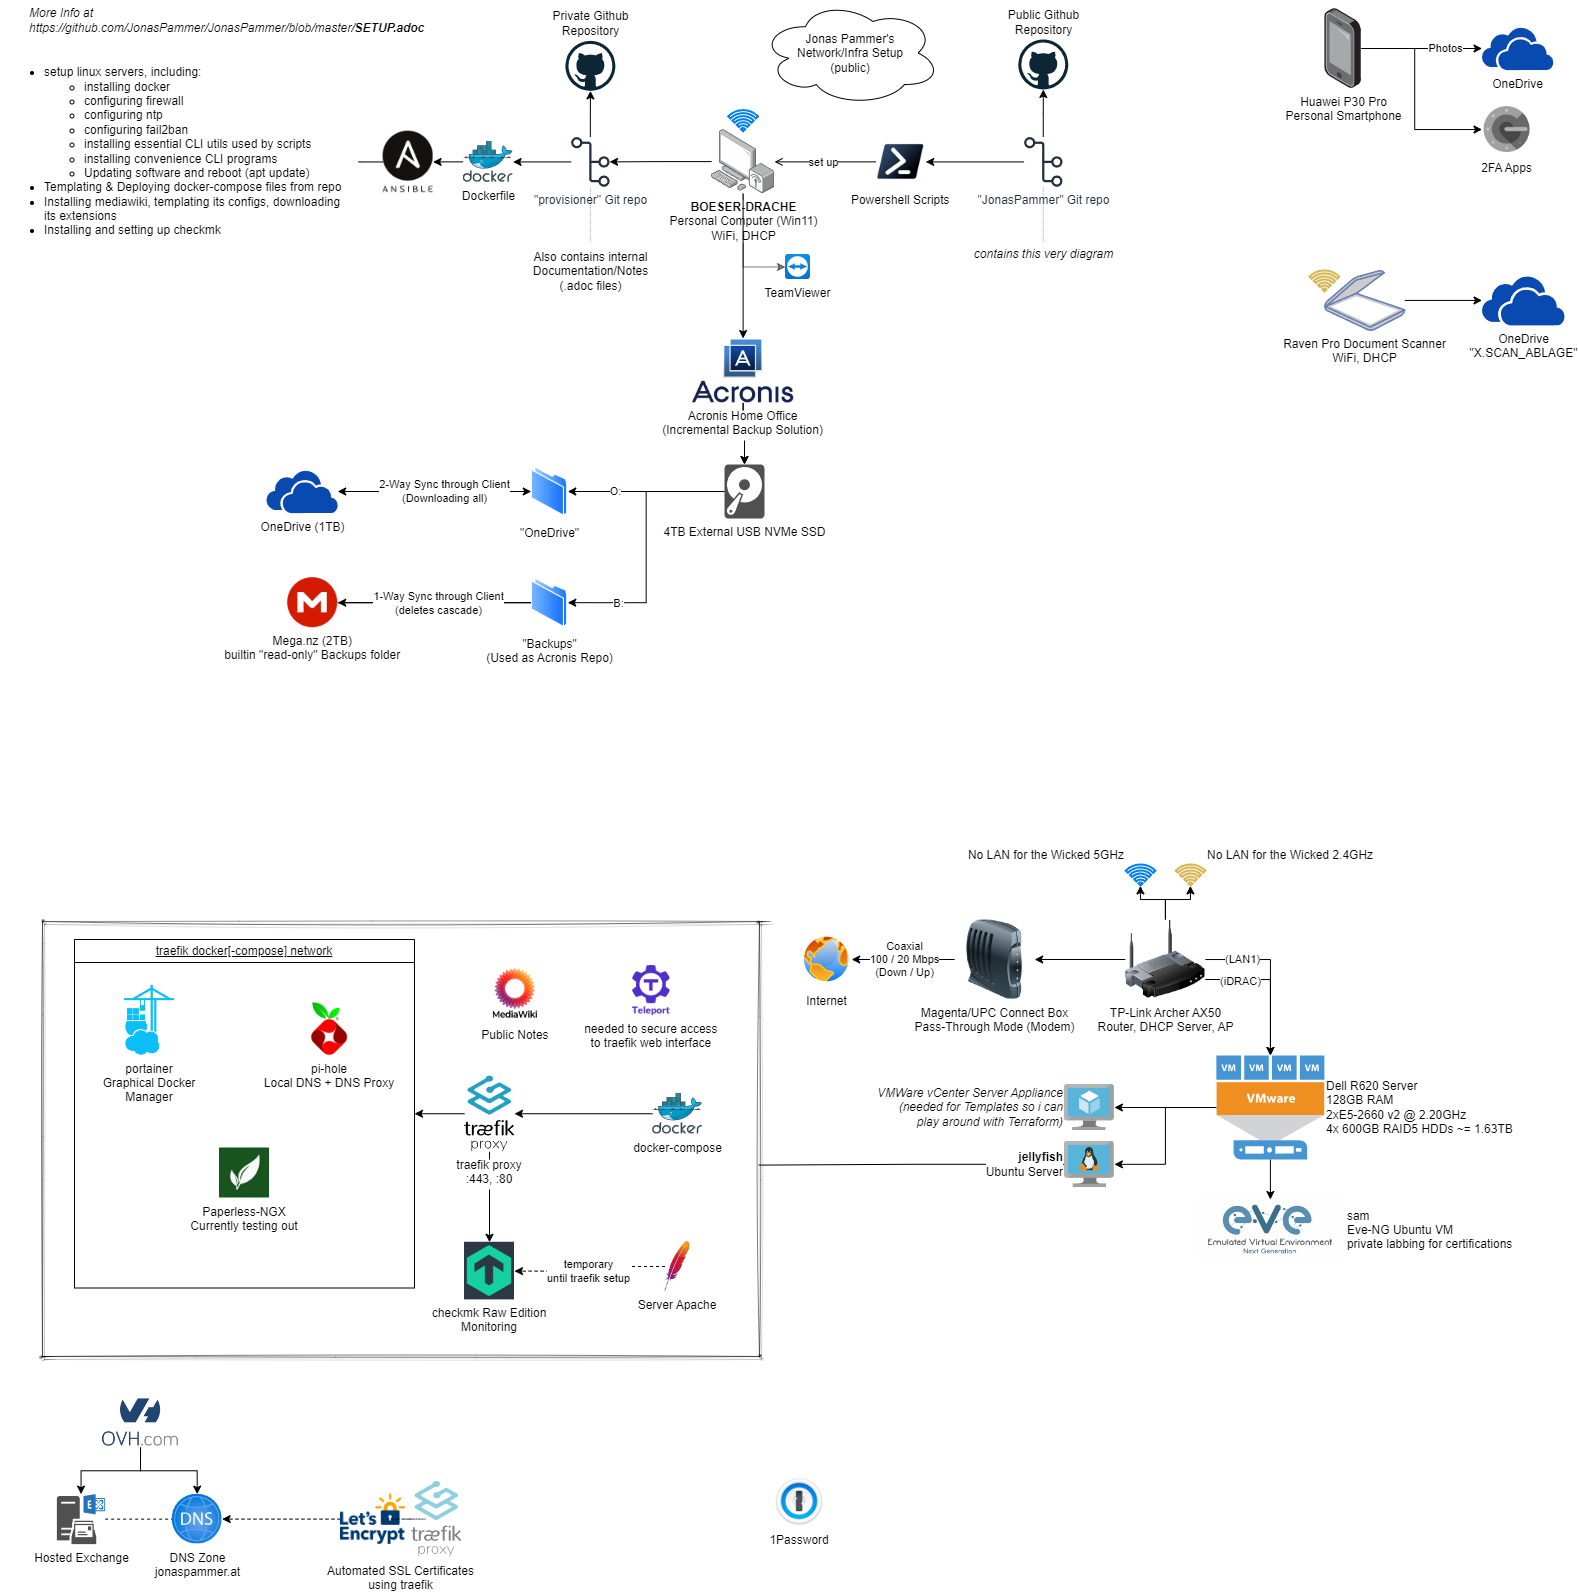 More Info at
https://github.com/JonasPammer/JonasPammer/blob/master/SETUP.adoc
setup linux servers, including:
installing docker
configuring firewall
configuring ntp
configuring fail2ban
installing essential CLI utils used by scripts
installing convenience CLI programs
Updating software and reboot (apt update)
Templating & Deploying docker-compose files from repo
Installing mediawiki, templating its configs, downloading
its extensions
Installing and setting up checkmk
ANSIBLE
docker
Dockerfile
Private Github
Repository
"provisioner" Git repo
Also contains internal
Documentation/Notes
(.adoc files)
Jonas Pammer's
Network/Infra Setup
(public)
BOESER-DRACHE
Personal Computer (Win11)
WiFi, DHCP
set up
Powershell Scripts
Public Github
Repository
"JonasPammer" Git repo
contains this very diagram
TeamViewer
Huawei P30 Pro
Personal Smartphone
Photos
OneDrive
2FA Apps
Raven Pro Document Scanner
WiFi, DHCP
OneDrive
"X.SCAN_ABLAGE"
Acronis
Acronis Home Office
(Incremental Backup Solution)
4TB External USB NVMe SSD
O:
"OneDrive"
2-Way Sync through Client
(Downloading all)
OneDrive (1TB)
B:
"Backups"
(Used as Acronis Repo)
1-Way Sync through Client
(deletes cascade)
M
Mega.nz (2TB)
builtin "read-only" Backups folder
No LAN for the Wicked 5GHz
No LAN for the Wicked 2.4GHz
Internet
Coaxial
100 / 20 Mbps
(Down / Up)
Magenta/UPC Connect Box
Pass-Through Mode (Modem)
TP-Link Archer AX50
Router, DHCP Server, AP
(LAN1)
(iDRAC)
VM VM VM VM
VMware
Dell R620 Server
128GB RAM
2xE5-2660 v2 @ 2.20GHz
4x 600GB RAID5 HDDs ~= 1.63TB
VMWare vCenter Server Appliance
(needed for Templates so i can
play around with Terraform)
jellyfish
Ubuntu Server
eve
Emulated Virtual Environment
Next Generation
sam
Eve-NG Ubuntu VM
private labbing for certifications
traefik docker[-compose] network
portainer
Graphical Docker
Manager
pi-hole
Local DNS + DNS Proxy
Paperless-NGX
Currently testing out
MediaWiki
Public Notes
Teleport
needed to secure access
to traefik web interface
træfik
proxy
traefik proxy
:443, :80
docker
docker-compose
checkmk Raw Edition
Monitoring
temporary
until traefik setup
Server Apache
OVH.com
Hosted Exchange
DNS
DNS Zone
jonaspammer.at
Let's
Encrypt
træfik
proxy
Automated SSL Certificates
using traefik
1Password